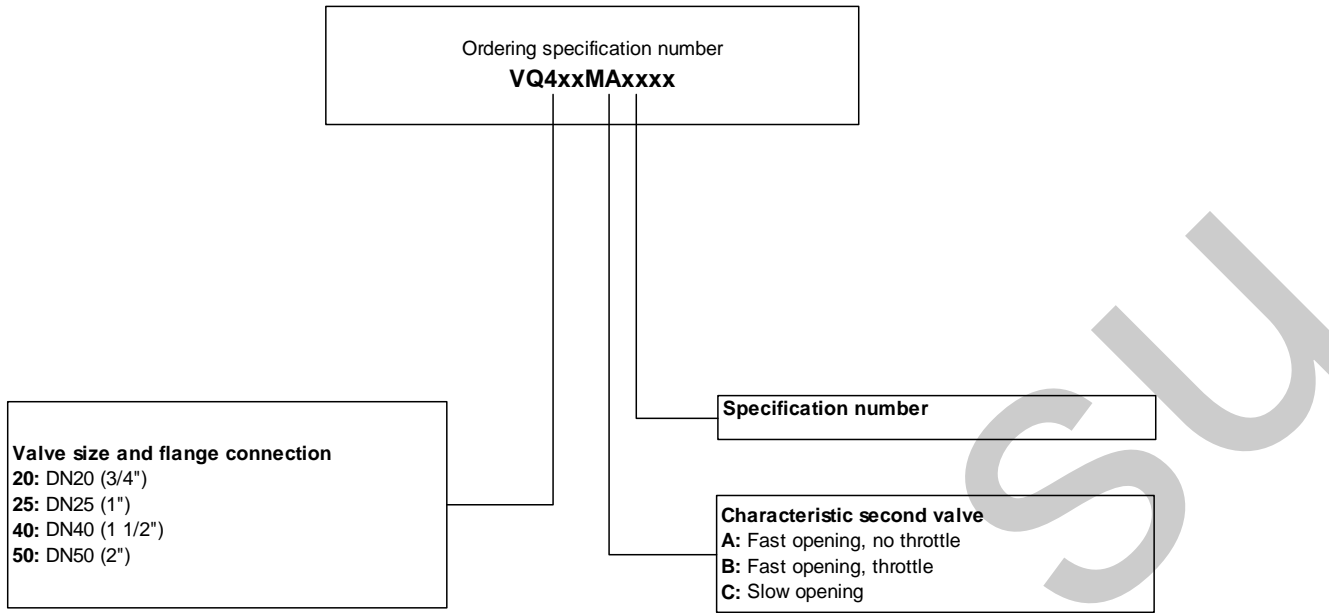 Ordering specification number
VQ4xxMAxxxx
Specification number
Valve size and flange connection
20: DN20 (3/4")
25: DN25 (1")
40: DN40 (1 1/2")
50: DN50 (2")
Characteristic second valve
A: Fast opening, no throttle
B: Fast opening, throttle
C: Slow opening
su